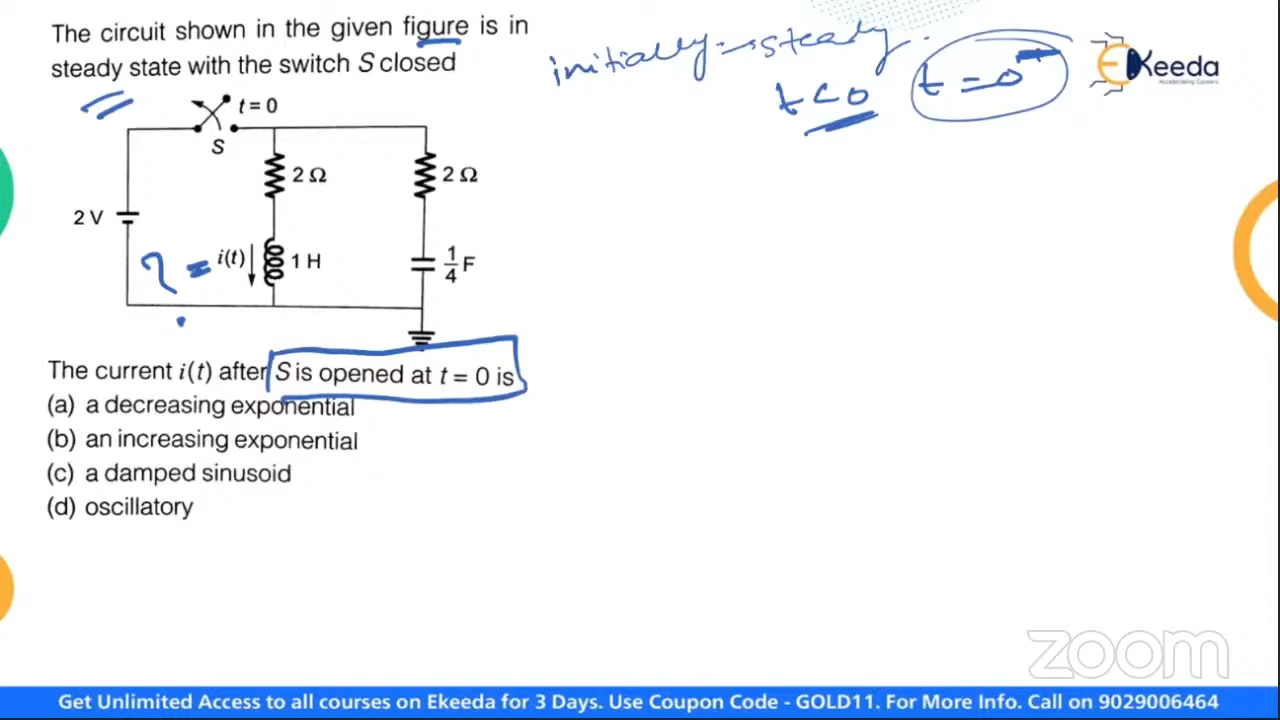 The circuit shown in the given figure is in
steady state with the switch S closed
initially → steady.
t < 0
t = 0⁻
EKeeda
Accelerating Careers
t = 0
S
2 Ω
2 Ω
2 V
? = i(t)
1 H
1/4 F
The current i(t) after S is opened at t = 0 is
(a) a decreasing exponential
(b) an increasing exponential
(c) a damped sinusoid
(d) oscillatory
zoom
Get Unlimited Access to all courses on Ekeeda for 3 Days. Use Coupon Code - GOLD11. For More Info. Call on 9029006464